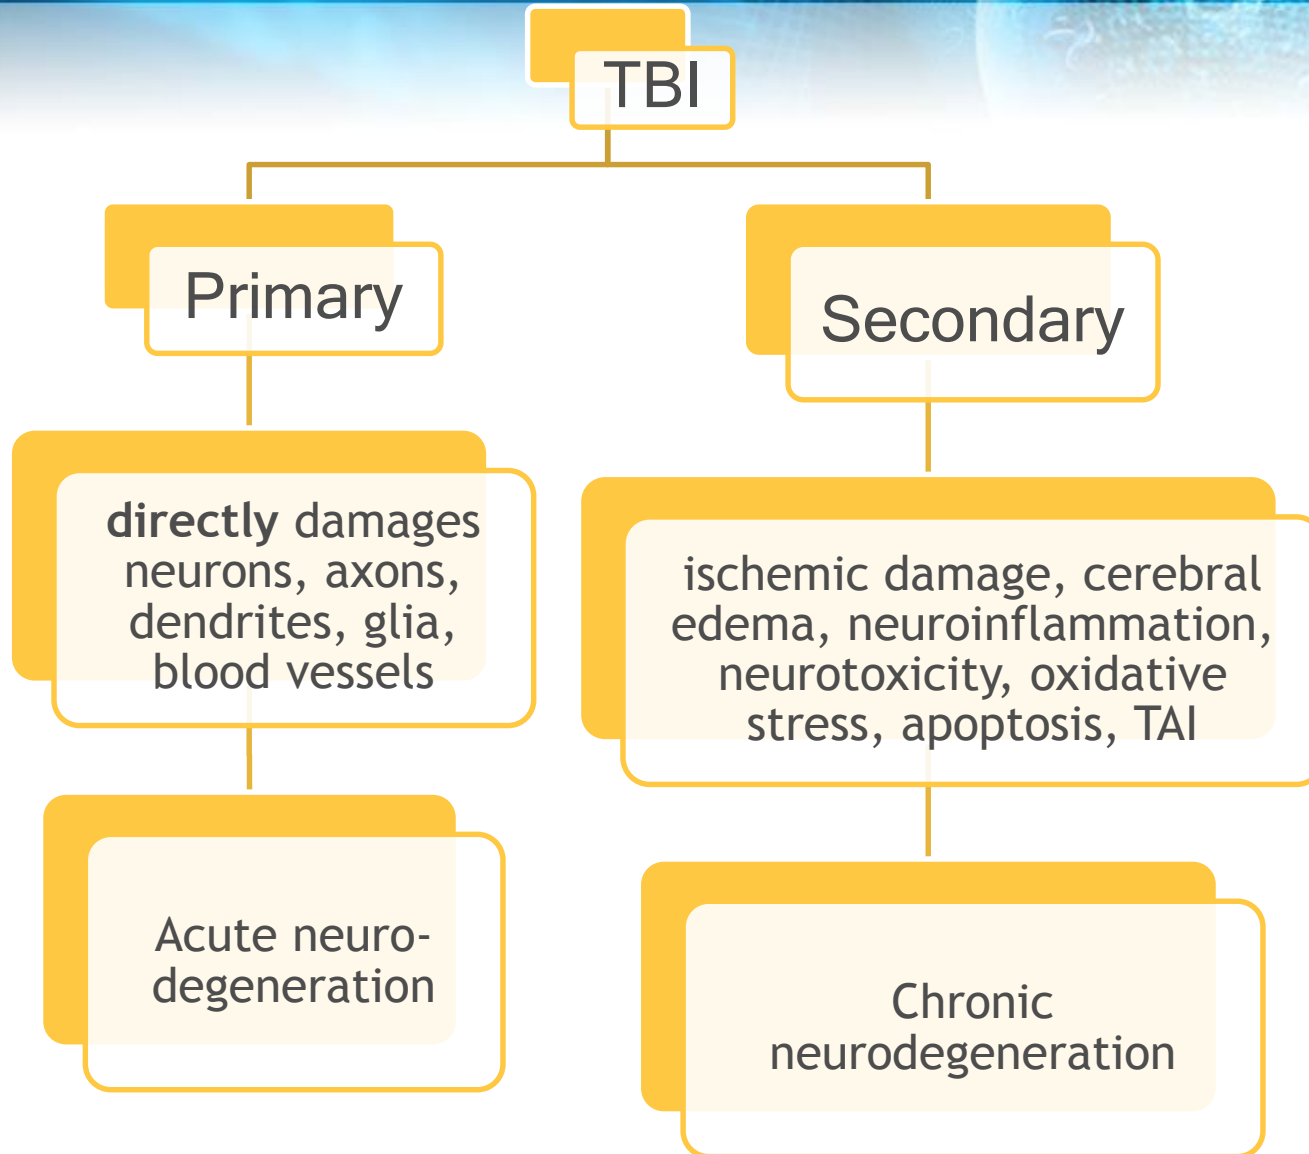 TBI
Primary
Secondary
directly damages
neurons, axons,
dendrites, glia,
blood vessels
ischemic damage, cerebral
edema, neuroinflammation,
neurotoxicity, oxidative
stress, apoptosis, TAI
Acute neuro-
degeneration
Chronic
neurodegeneration